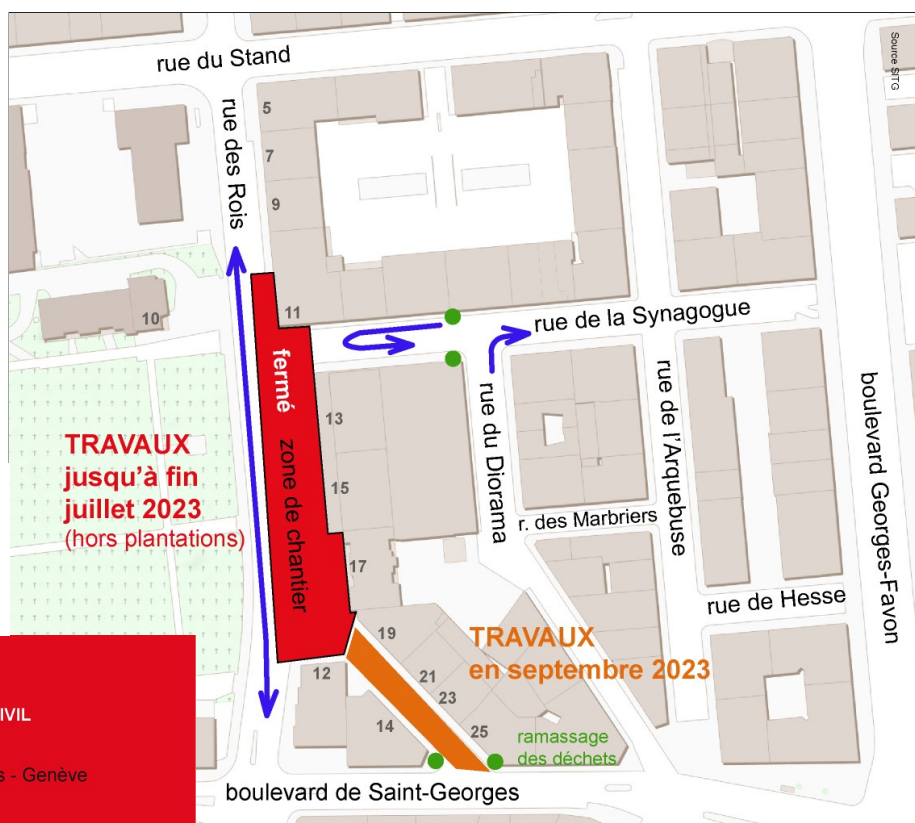 rue du Stand
Source SITG
rue des Rois
5
7
9
11
10
rue de la Synagogue
fermé zone de chantier
13
15
17
rue du Diorama
rue de l'Arquebuse
boulevard Georges-Favon
TRAVAUX
jusqu'à fin
juillet 2023
(hors plantations)
r. des Marbriers
rue de Hesse
19
21
23
25
12
14
TRAVAUX
en septembre 2023
ramassage
des déchets
IVIL
s - Genève
boulevard de Saint-Georges